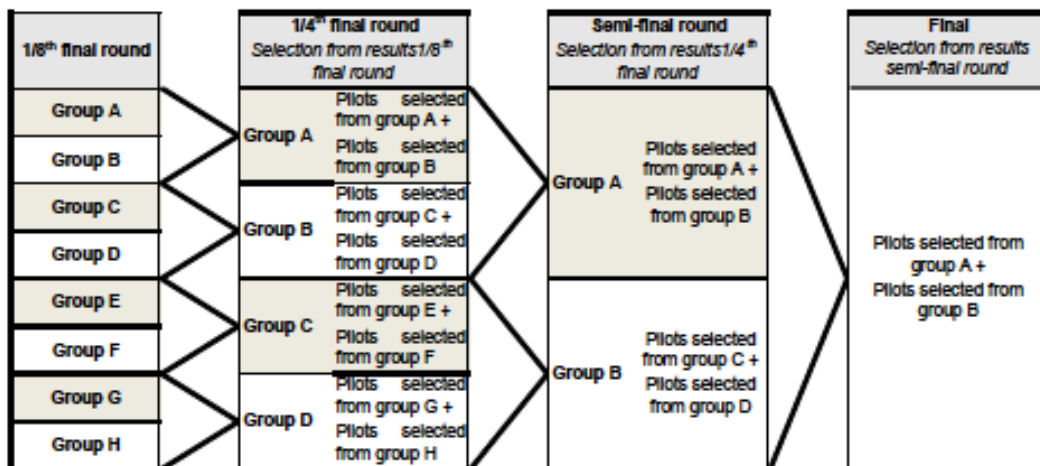 1/8th final round
Group A
Group B
Group C
Group D
Group E
Group F
Group G
Group H
1/4th final round
Selection from results1/8th
final round
Group A
Pilots selected
from group A +
Pilots selected
from group B
Group B
Pilots selected
from group C +
Pilots selected
from group D
Group C
Pilots selected
from group E +
Pilots selected
from group F
Group D
Pilots selected
from group G +
Pilots selected
from group H
Semi-final round
Selection from results1/4th
final round
Group A
Pilots selected
from group A +
Pilots selected
from group B
Group B
Pilots selected
from group C +
Pilots selected
from group D
Final
Selection from results
semi-final round
Pilots selected from
group A +
Pilots selected from
group B